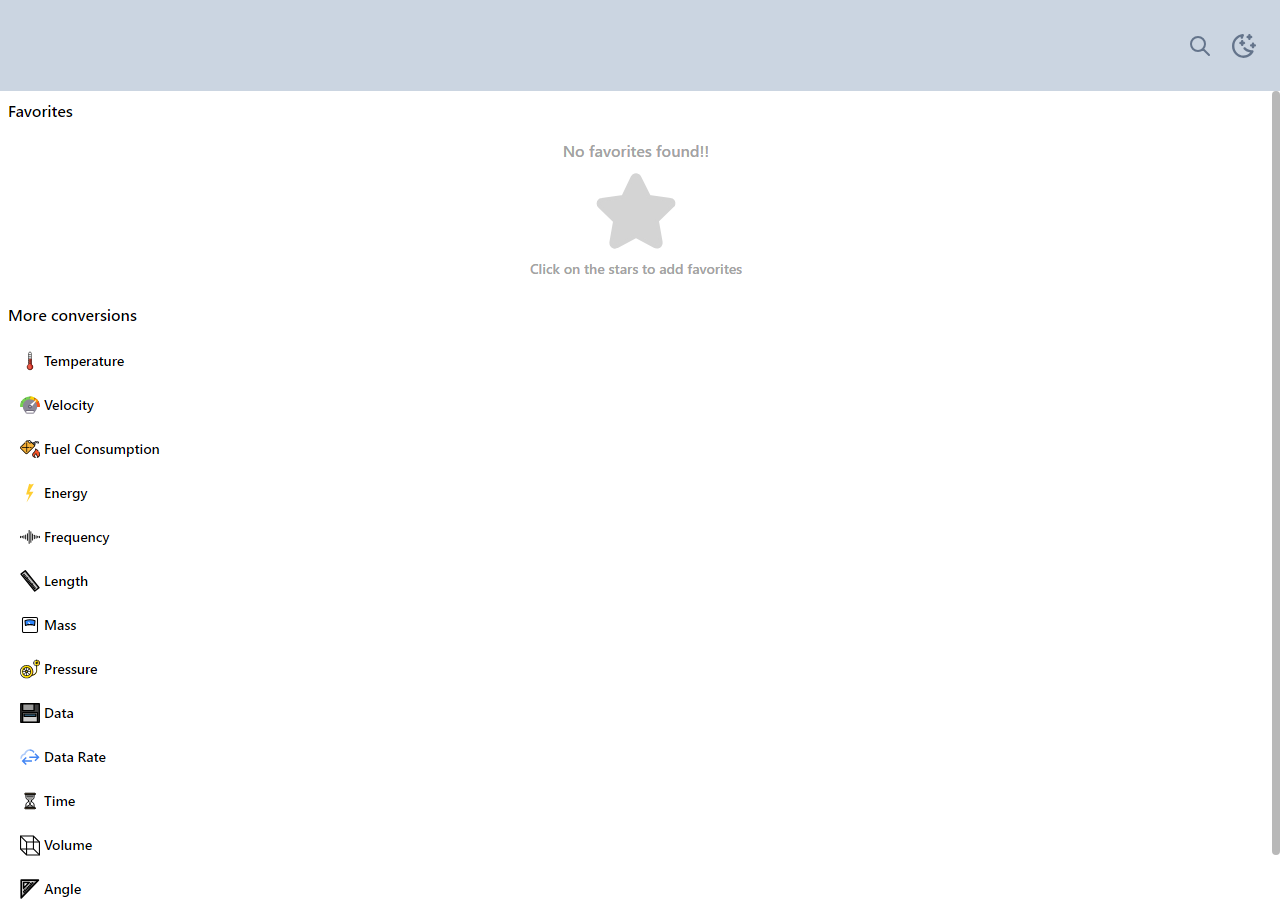 Favorites
No favorites found!!
Click on the stars to add favorites
More conversions
Temperature
Velocity
Fuel Consumption
Energy
Frequency
Length
Mass
Pressure
Data
Data Rate
Time
Volume
Angle